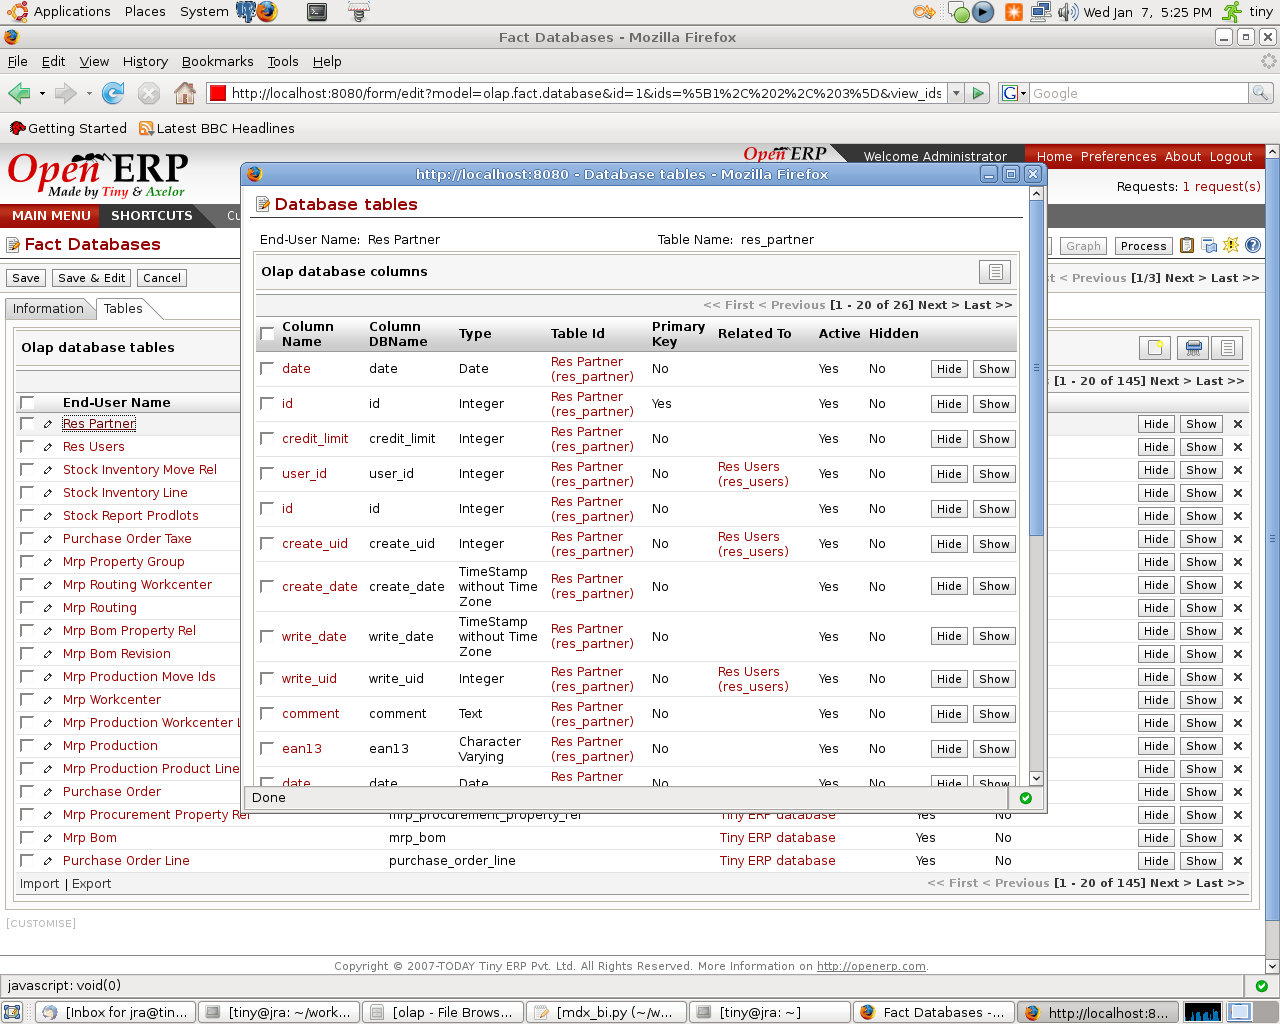 Applications Places System Wed Jan 7, 5:25 PM tiny
Fact Databases - Mozilla Firefox
File Edit View History Bookmarks Tools Help
http://localhost:8080/form/edit?model=olap.fact.database&id=1&ids=%5B1%2C%202%2C%203%5D&view_ids G Google
Getting Started Latest BBC Headlines
Open ERP
Made by Tiny & Axelor
Open ERP Welcome Administrator Home Preferences About Logout
Requests: 1 request(s)
MAIN MENU SHORTCUTS Cu
Fact Databases Graph Process
Save Save & Edit Cancel t < Previous [1/3] Next > Last >>
Information Tables
Olap database tables
[1 - 20 of 145] Next > Last >>
End-User Name
Res Partner Hide Show
Res Users Hide Show
Stock Inventory Move Rel Hide Show
Stock Inventory Line Hide Show
Stock Report Prodlots Hide Show
Purchase Order Taxe Hide Show
Mrp Property Group Hide Show
Mrp Routing Workcenter Hide Show
Mrp Routing Hide Show
Mrp Bom Property Rel Hide Show
Mrp Bom Revision Hide Show
Mrp Production Move Ids Hide Show
Mrp Workcenter Hide Show
Mrp Production Workcenter L Hide Show
Mrp Production Hide Show
Mrp Production Product Line Hide Show
Purchase Order Hide Show
Mrp Procurement Property Rel mrp_procurement_property_rel Tiny ERP database Yes No Hide Show
Mrp Bom mrp_bom Tiny ERP database Yes No Hide Show
Purchase Order Line purchase_order_line Tiny ERP database Yes No Hide Show
Import | Export << First < Previous [1 - 20 of 145] Next > Last >>
http://localhost:8080 - Database tables - Mozilla Firefox
Database tables
End-User Name: Res Partner Table Name: res_partner
Olap database columns
<< First < Previous [1 - 20 of 26] Next > Last >>
Column Name Column DBName Type Table Id Primary Key Related To Active Hidden
date date Date Res Partner (res_partner) No Yes No Hide Show
id id Integer Res Partner (res_partner) Yes Yes No Hide Show
credit_limit credit_limit Integer Res Partner (res_partner) No Yes No Hide Show
user_id user_id Integer Res Partner (res_partner) No Res Users (res_users) Yes No Hide Show
id id Integer Res Partner (res_partner) No Yes No Hide Show
create_uid create_uid Integer Res Partner (res_partner) No Res Users (res_users) Yes No Hide Show
create_date create_date TimeStamp without Time Zone Res Partner (res_partner) No Yes No Hide Show
write_date write_date TimeStamp without Time Zone Res Partner (res_partner) No Yes No Hide Show
write_uid write_uid Integer Res Partner (res_partner) No Res Users (res_users) Yes No Hide Show
comment comment Text Res Partner (res_partner) No Yes No Hide Show
ean13 ean13 Character Varying Res Partner (res_partner) No Yes No Hide Show
date date Date Res Partner No Yes No Hide Show
Done
[CUSTOMISE]
Copyright © 2007-TODAY Tiny ERP Pvt. Ltd. All Rights Reserved. More Information on http://openerp.com.
javascript: void(0)
[Inbox for jra@tin... [tiny@jra: ~/work... [olap - File Brows... [mdx_bi.py (~/w... [tiny@jra: ~] Fact Databases -... http://localhost:8...